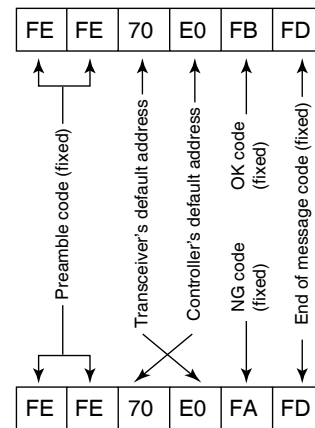 FE FE 70 E0 FB FD
Preamble code (fixed)
Transceiver's default address
Controller's default address
OK code
(fixed)
NG code
(fixed)
End of message code (fixed)
FE FE 70 E0 FA FD